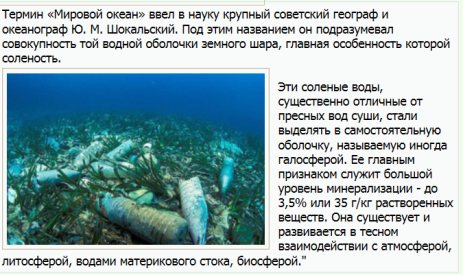 Термин «Мировой океан» ввел в науку крупный советский географ и
океанограф Ю. М. Шокальский. Под этим названием он подразумевал
совокупность той водной оболочки земного шара, главная особенность которой
соленость.
Эти соленые воды,
существенно отличные от
пресных вод суши, стали
выделять в самостоятельную
оболочку, называемую иногда
галосферой. Ее главным
признаком служит большой
уровень минерализации - до
3,5% или 35 г/кг растворенных
веществ. Она существует и
развивается в тесном
взаимодействии с атмосферой,
литосферой, водами материкового стока, биосферой."